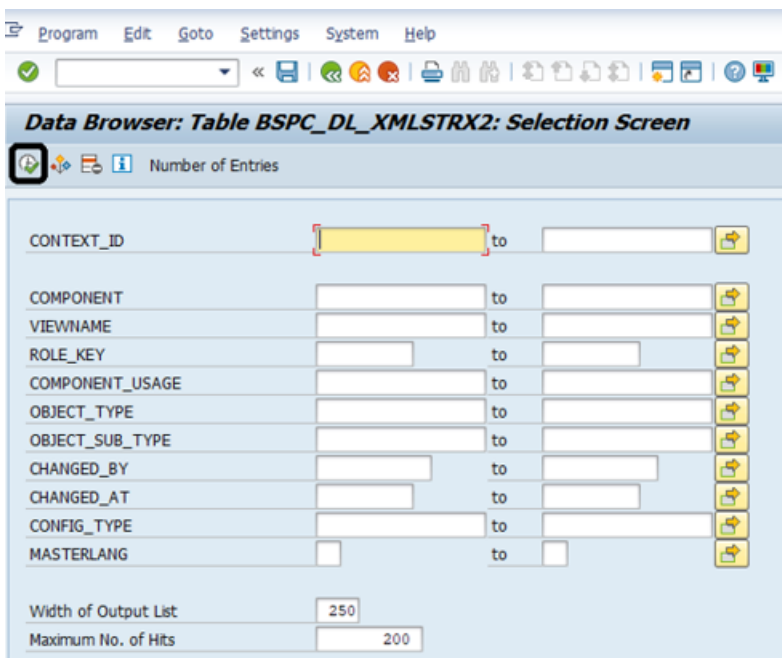 Program Edit Goto Settings System Help
Data Browser: Table BSPC_DL_XMLSTRX2: Selection Screen
Number of Entries
CONTEXT_ID to
COMPONENT to
VIEWNAME to
ROLE_KEY to
COMPONENT_USAGE to
OBJECT_TYPE to
OBJECT_SUB_TYPE to
CHANGED_BY to
CHANGED_AT to
CONFIG_TYPE to
MASTERLANG to
Width of Output List 250
Maximum No. of Hits 200